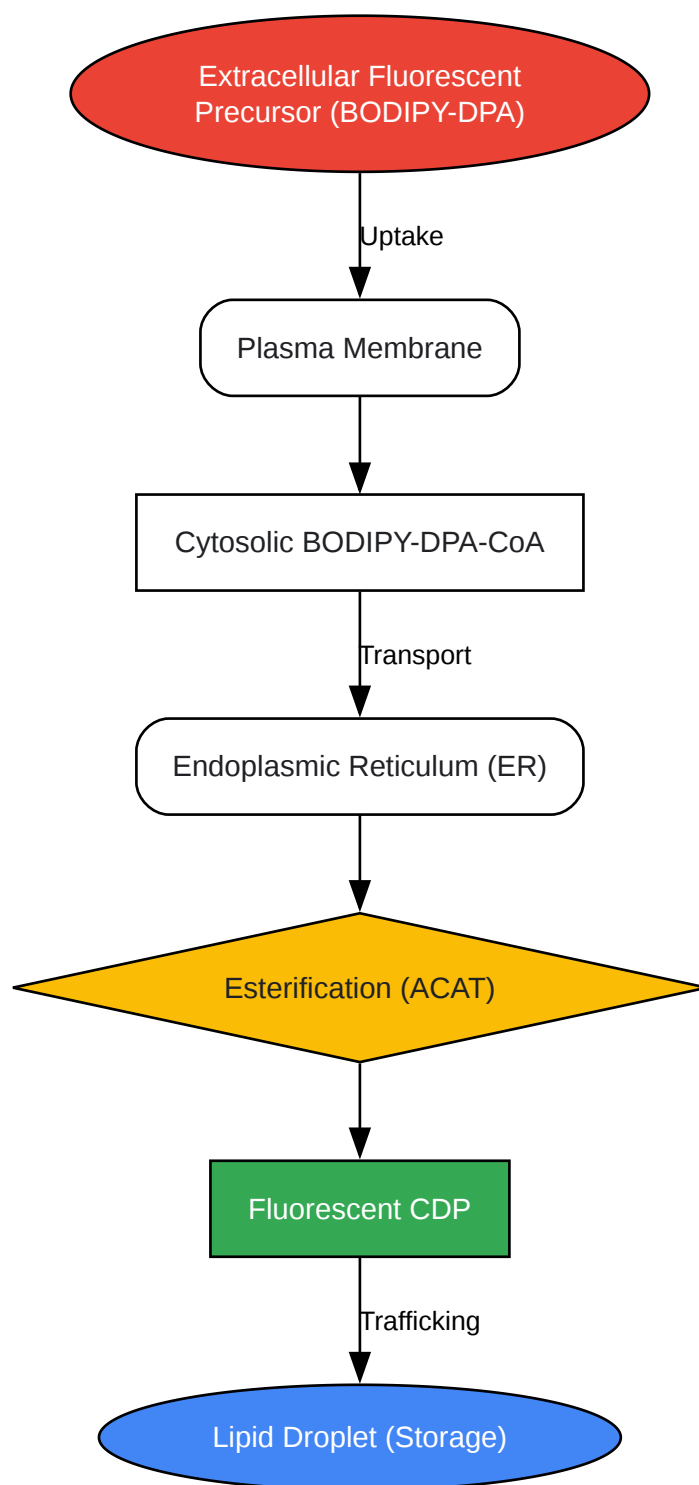 Extracellular Fluorescent
Precursor (BODIPY-DPA)
Uptake
Plasma Membrane
Cytosolic BODIPY-DPA-CoA
Transport
Endoplasmic Reticulum (ER)
Esterification (ACAT)
Fluorescent CDP
Trafficking
Lipid Droplet (Storage)